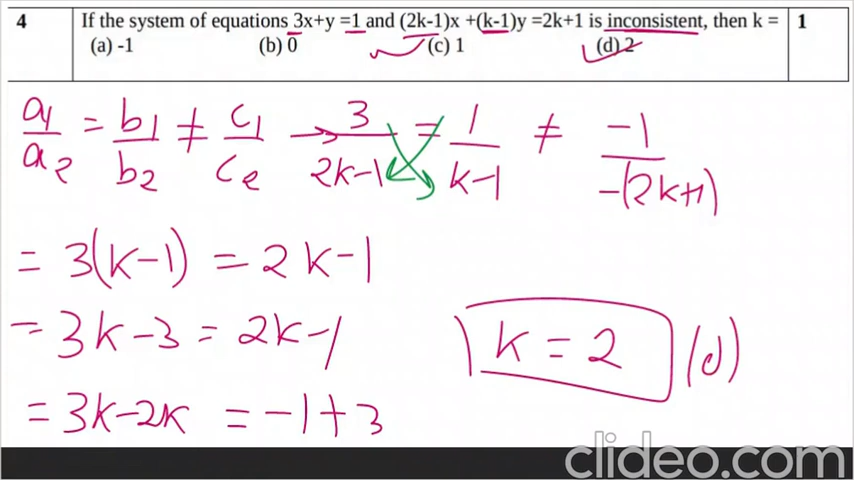 4 If the system of equations 3x+y =1 and (2k-1)x +(k-1)y =2k+1 is inconsistent, then k = 1
(a) -1 (b) 0 (c) 1 (d) 2
a1/a2 = b1/b2 ≠ c1/c2 → 3/2k-1 = 1/k-1 ≠ -1/-(2k+1)
= 3(k-1) = 2k-1
= 3k-3 = 2k-1
k = 2 (d)
= 3k-2k = -1+3
clideo.com